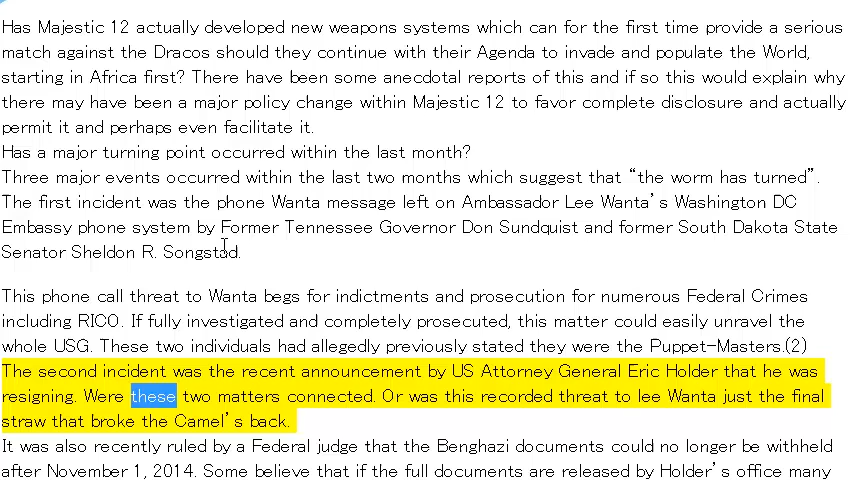 Has Majestic 12 actually developed new weapons systems which can for the first time provide a serious
match against the Dracos should they continue with their Agenda to invade and populate the World,
starting in Africa first? There have been some anecdotal reports of this and if so this would explain why
there may have been a major policy change within Majestic 12 to favor complete disclosure and actually
permit it and perhaps even facilitate it.
Has a major turning point occurred within the last month?
Three major events occurred within the last two months which suggest that “the worm has turned”.
The first incident was the phone Wanta message left on Ambassador Lee Wanta’s Washington DC
Embassy phone system by Former Tennessee Governor Don Sundquist and former South Dakota State
Senator Sheldon R. Songstad.
This phone call threat to Wanta begs for indictments and prosecution for numerous Federal Crimes
including RICO. If fully investigated and completely prosecuted, this matter could easily unravel the
whole USG. These two individuals had allegedly previously stated they were the Puppet-Masters.(2)
The second incident was the recent announcement by US Attorney General Eric Holder that he was
resigning. Were these two matters connected. Or was this recorded threat to lee Wanta just the final
straw that broke the Camel’s back.
It was also recently ruled by a Federal judge that the Benghazi documents could no longer be withheld
after November 1, 2014. Some believe that if the full documents are released by Holder’s office many